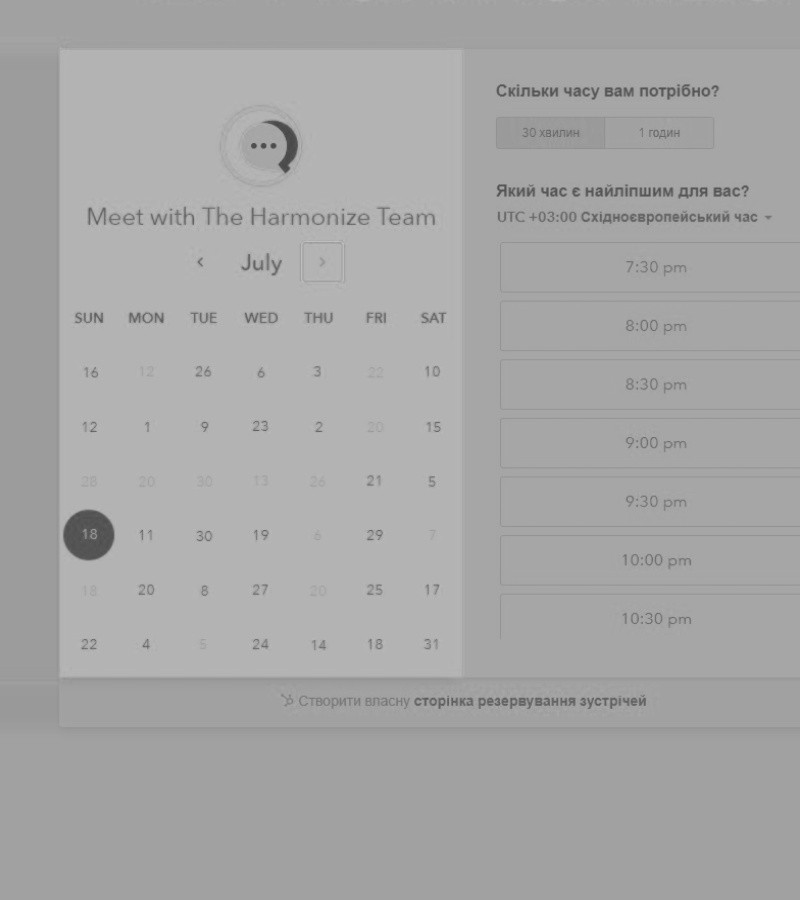 Meet with The Harmonize Team
July
SUN MON TUE WED THU FRI SAT
16 12 26 6 3 22 10
12 1 9 23 2 20 15
28 20 30 13 26 21 5
18 11 30 19 6 29 7
18 20 8 27 20 25 17
22 4 5 24 14 18 31
Скільки часу вам потрібно?
30 хвилин 1 годин
Який час є найліпшим для вас?
UTC +03:00 Східноєвропейський час
7:30 pm
8:00 pm
8:30 pm
9:00 pm
9:30 pm
10:00 pm
10:30 pm
Створити власну сторінка резервування зустрічей